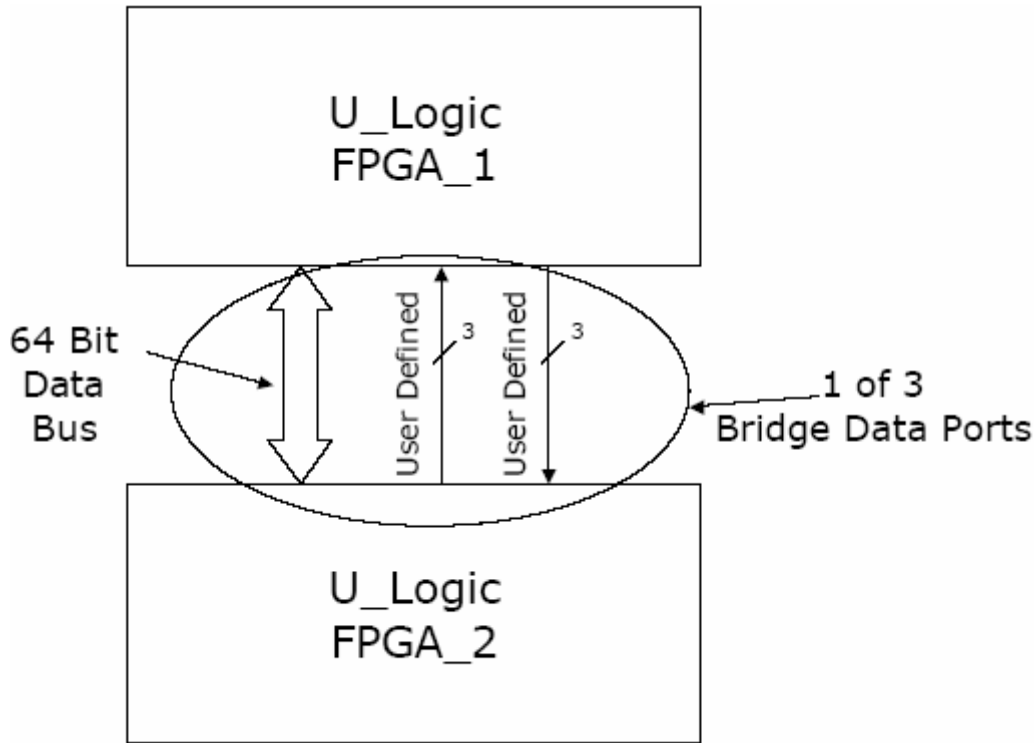 U_Logic
FPGA_1
64 Bit
Data
Bus
User Defined
3
User Defined
3
1 of 3
Bridge Data Ports
U_Logic
FPGA_2